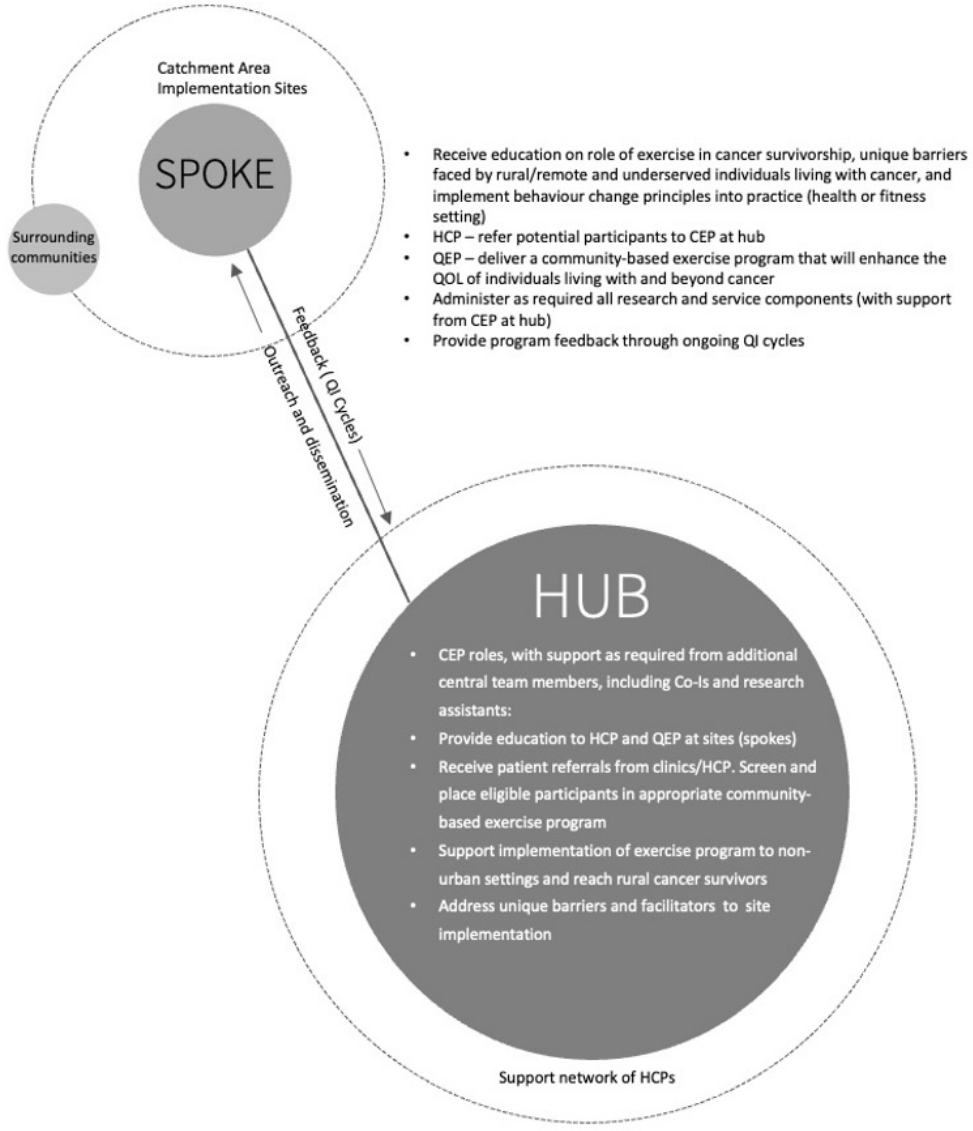 Catchment Area
Implementation Sites
SPOKE
Surrounding
communities
• Receive education on role of exercise in cancer survivorship, unique barriers
faced by rural/remote and underserved individuals living with cancer, and
implement behaviour change principles into practice (health or fitness
setting)
• HCP – refer potential participants to CEP at hub
• QEP – deliver a community-based exercise program that will enhance the
QOL of individuals living with and beyond cancer
• Administer as required all research and service components (with support
from CEP at hub)
• Provide program feedback through ongoing QI cycles
Feedback ( QI Cycles)
Outreach and dissemination
HUB
• CEP roles, with support as required from additional
central team members, including Co-Is and research
assistants:
• Provide education to HCP and QEP at sites (spokes)
• Receive patient referrals from clinics/HCP. Screen and
place eligible participants in appropriate community-
based exercise program
• Support implementation of exercise program to non-
urban settings and reach rural cancer survivors
• Address unique barriers and facilitators to site
implementation
Support network of HCPs